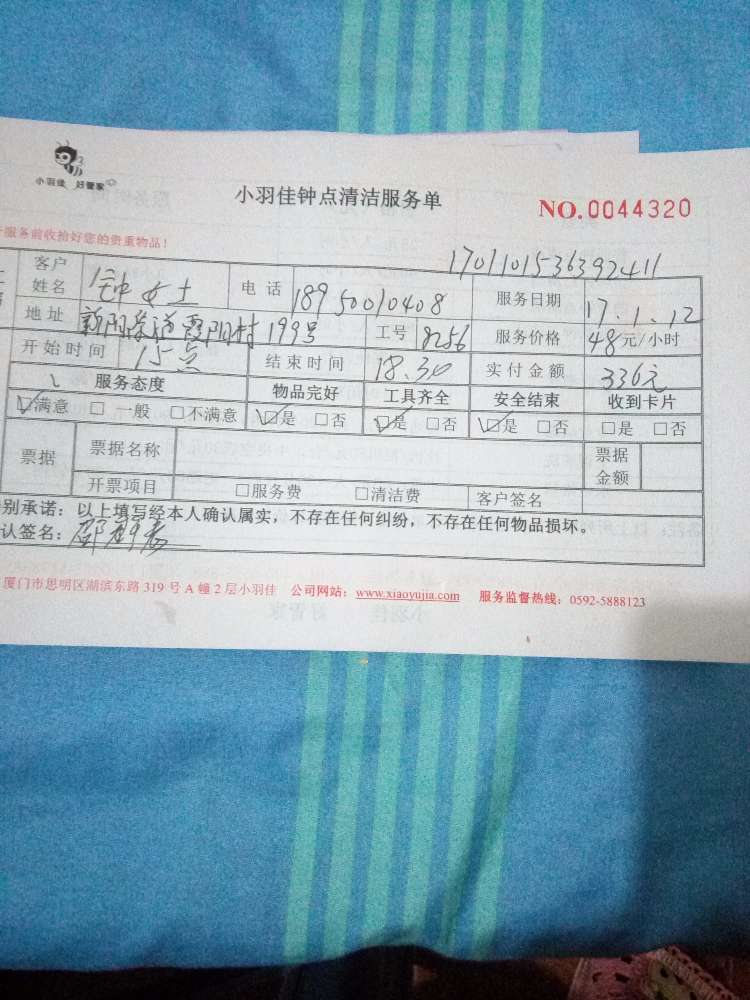 小羽佳 好管家
小羽佳钟点清洁服务单
NO.0044320
服务前收拾好您的贵重物品！
1701101536392411
客户姓名 钟女士 电话 18950010408 服务日期 17.1.12
地址 新阳街道霞阳村199号 工号 8256 服务价格 48元/小时
开始时间 15点 结束时间 18.30 实付金额 336元
服务态度 物品完好 工具齐全 安全结束 收到卡片
☑满意 □一般 □不满意 ☑是 □否 ☑是 □否 ☑是 □否 □是 □否
票据 票据名称 票据金额
开票项目 □服务费 □清洁费 客户签名
别承诺：以上填写经本人确认属实，不存在任何纠纷，不存在任何物品损坏。
认签名：
厦门市思明区湖滨东路319号A幢2层小羽佳 公司网站：www.xiaoyujia.com 服务监督热线：0592-5888123